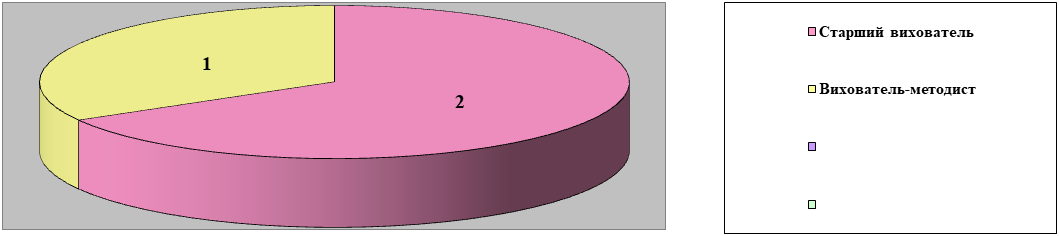 1
2
Старший вихователь
Вихователь-методист